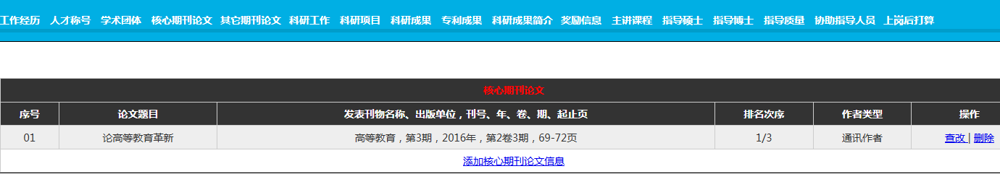 工作经历 人才称号 学术团体 核心期刊论文 其它期刊论文 科研工作 科研项目 科研成果 专利成果 科研成果简介 奖励信息 主讲课程 指导硕士 指导博士 指导质量 协助指导人员 上岗后打算
核心期刊论文
序号 论文题目 发表刊物名称、出版单位，刊号、年、卷、期、起止页 排名次序 作者类型 操作
01 论高等教育革新 高等教育，第3期，2016年，第2卷3期，69-72页 1/3 通讯作者 查改 | 删除
添加核心期刊论文信息